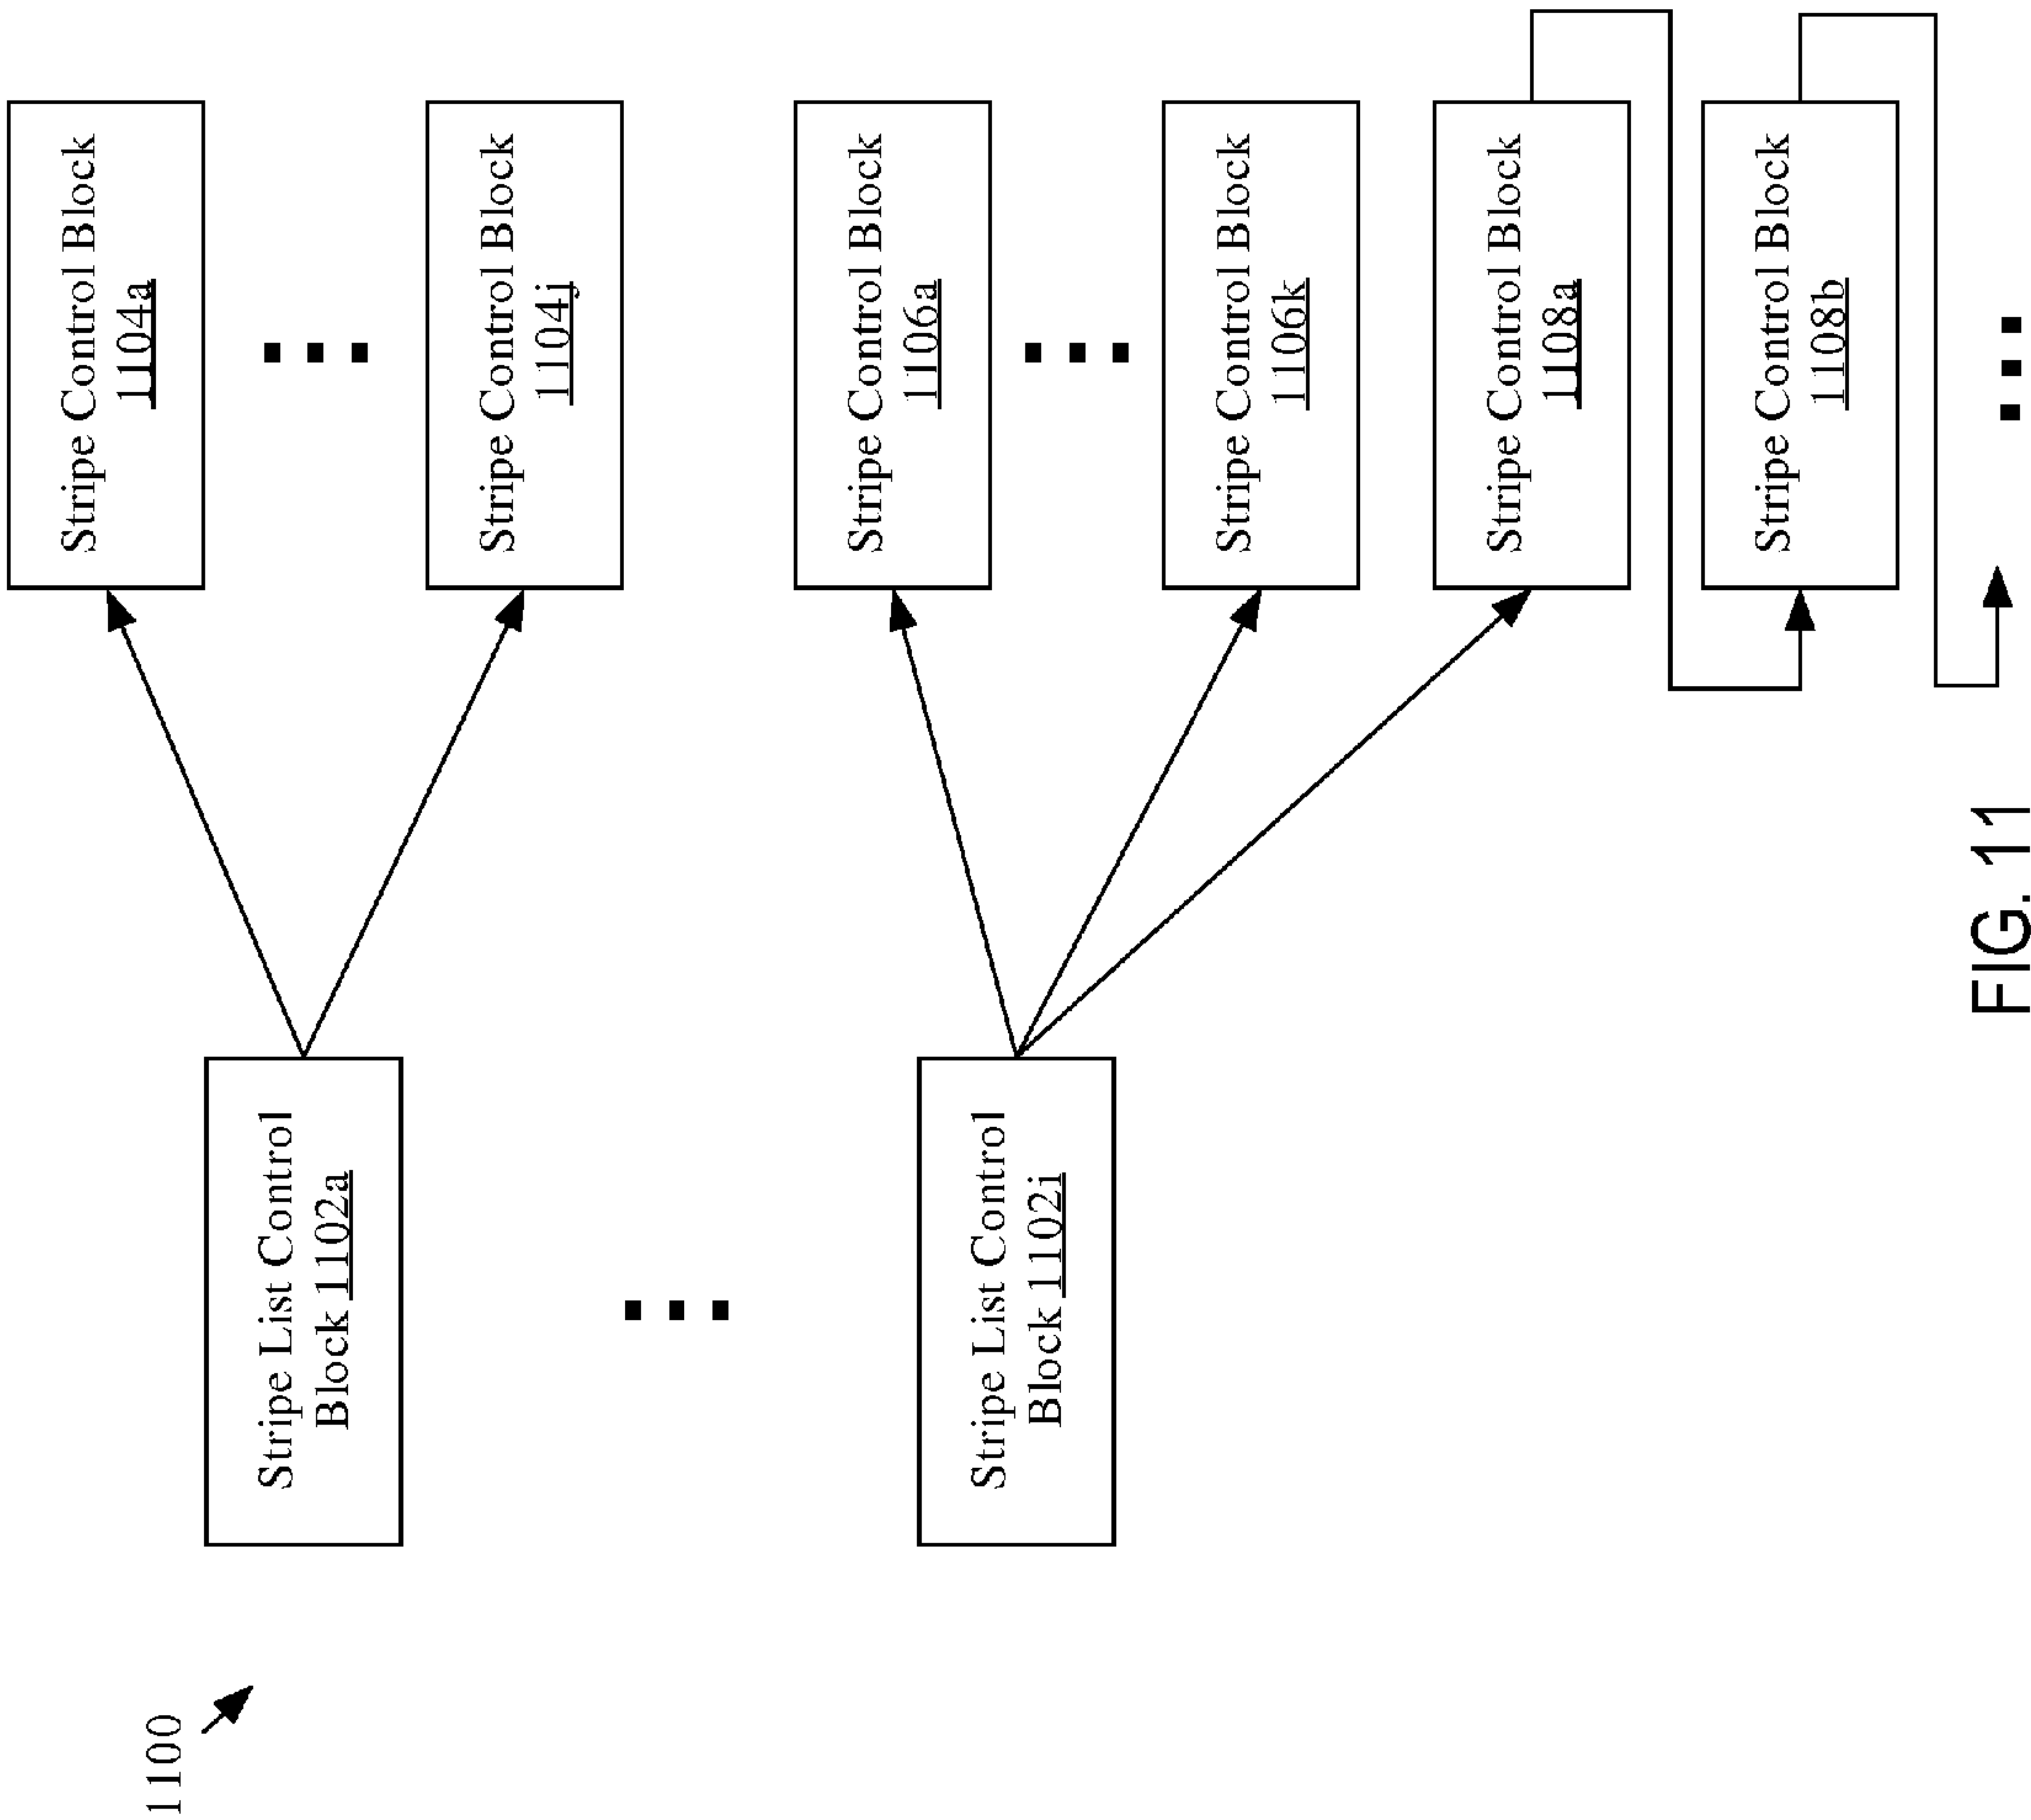 1100
Stripe List Control
Block 1102a
Stripe List Control
Block 1102i
Stripe Control Block
1104a
Stripe Control Block
1104j
Stripe Control Block
1106a
Stripe Control Block
1106k
Stripe Control Block
1108a
Stripe Control Block
1108b
FIG. 11